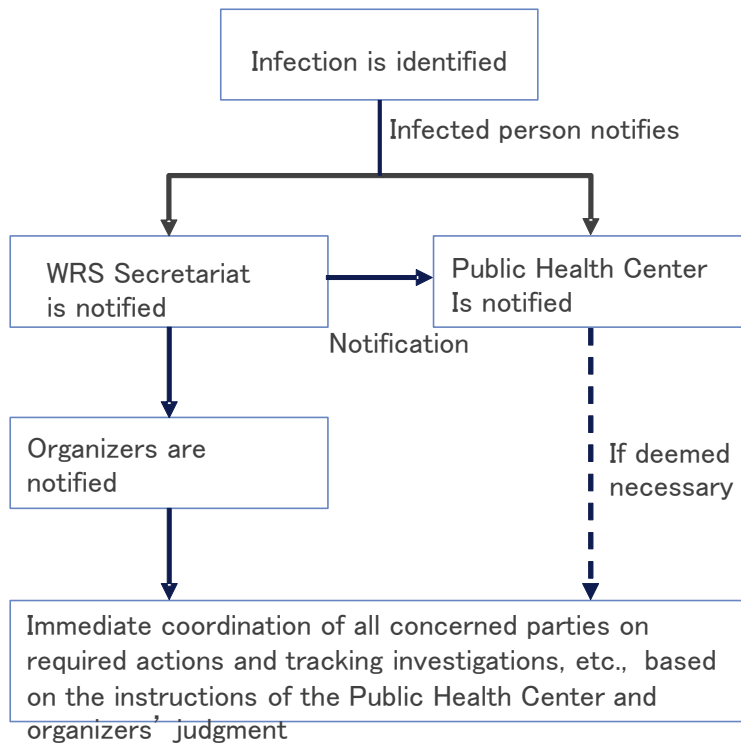 Infection is identified
Infected person notifies
WRS Secretariat
is notified
Public Health Center
Is notified
Notification
Organizers are
notified
If deemed
necessary
Immediate coordination of all concerned parties on
required actions and tracking investigations, etc., based
on the instructions of the Public Health Center and
organizers’ judgment